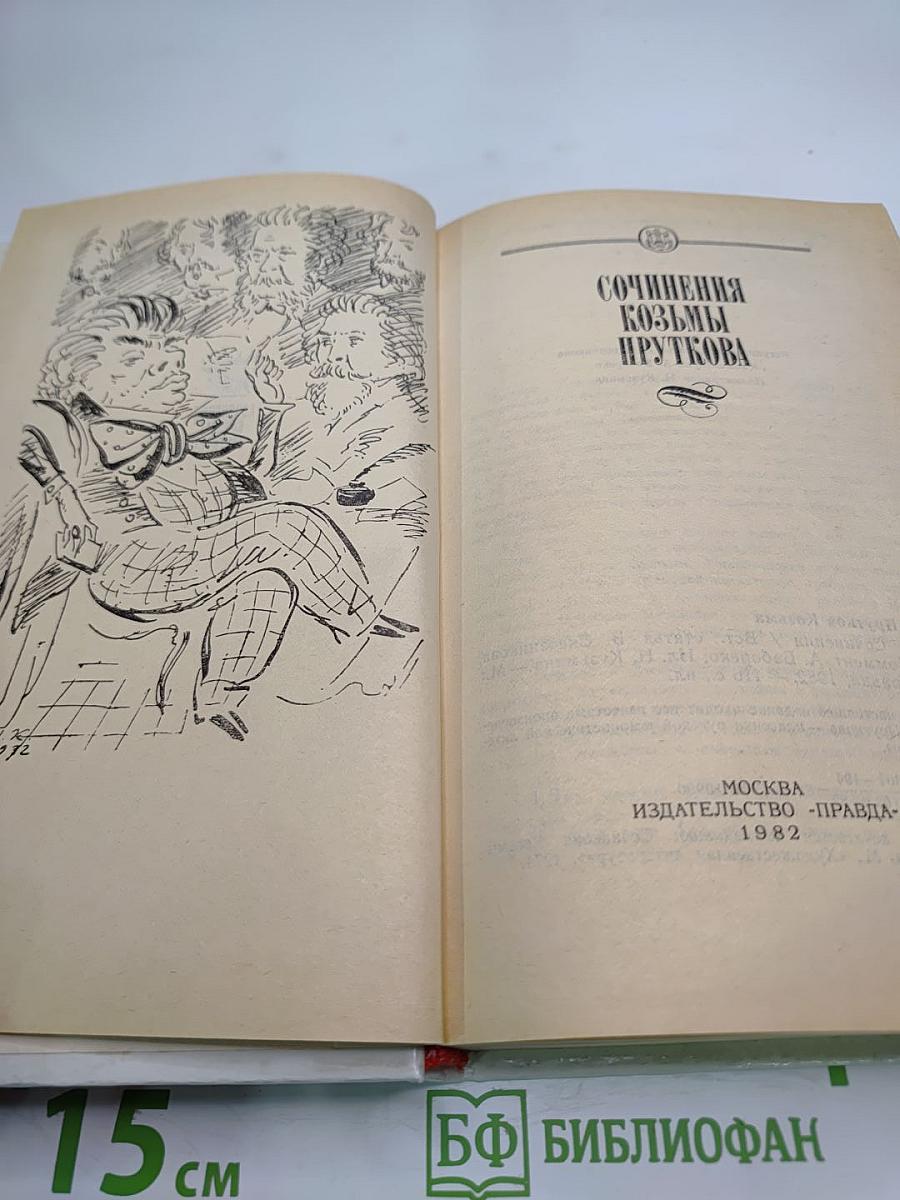 СОЧИНЕНИЯ
КОЗЬМЫ
ПРУТКОВА
МОСКВА
ИЗДАТЕЛЬСТВО «ПРАВДА»
1982
15 см
БФ БИБЛИОФАН